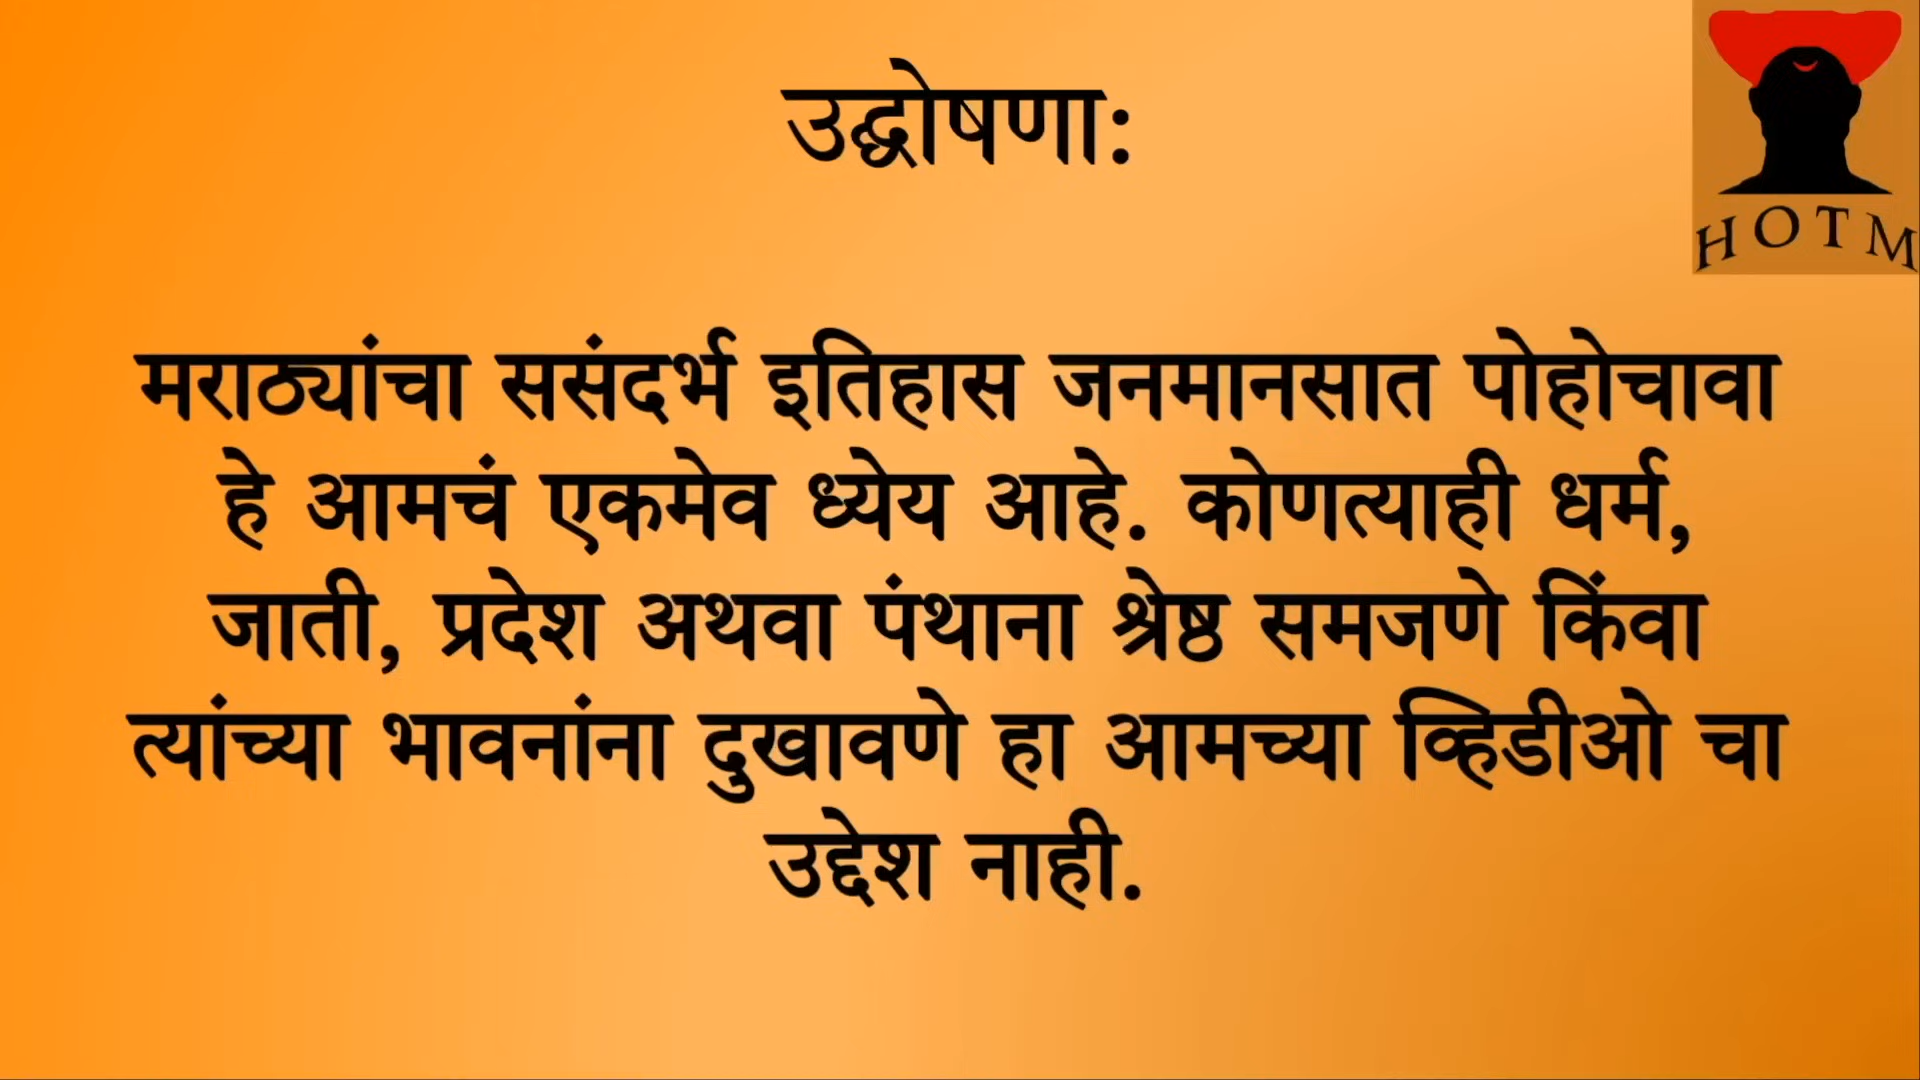 उद्घोषणा:
HOTM
मराठ्यांचा ससंदर्भ इतिहास जनमानसात पोहोचावा
हे आमचं एकमेव ध्येय आहे. कोणत्याही धर्म,
जाती, प्रदेश अथवा पंथाना श्रेष्ठ समजणे किंवा
त्यांच्या भावनांना दुखावणे हा आमच्या व्हिडीओ चा
उद्देश नाही.